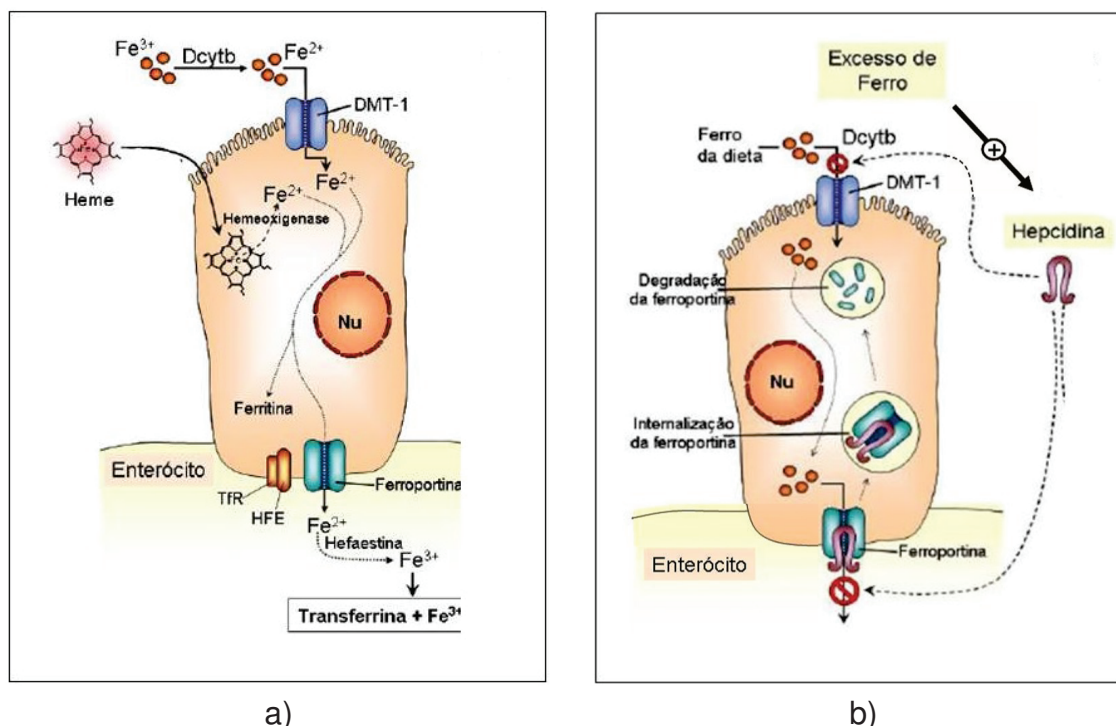 Fe³⁺ Dcytb Fe²⁺
DMT-1
Heme
Fe²⁺
Fe²⁺
Hemeoxigenase
Nu
Ferritina
Enterócito
TfR
HFE
Ferroportina
Fe²⁺
Hefaestina
Fe³⁺
Transferrina + Fe³⁺
a)
Excesso de
Ferro
+
Ferro
da dieta
Dcytb
DMT-1
Hepcidina
Degradação
da ferroportina
Nu
Internalização
da ferroportina
Ferroportina
Enterócito
b)